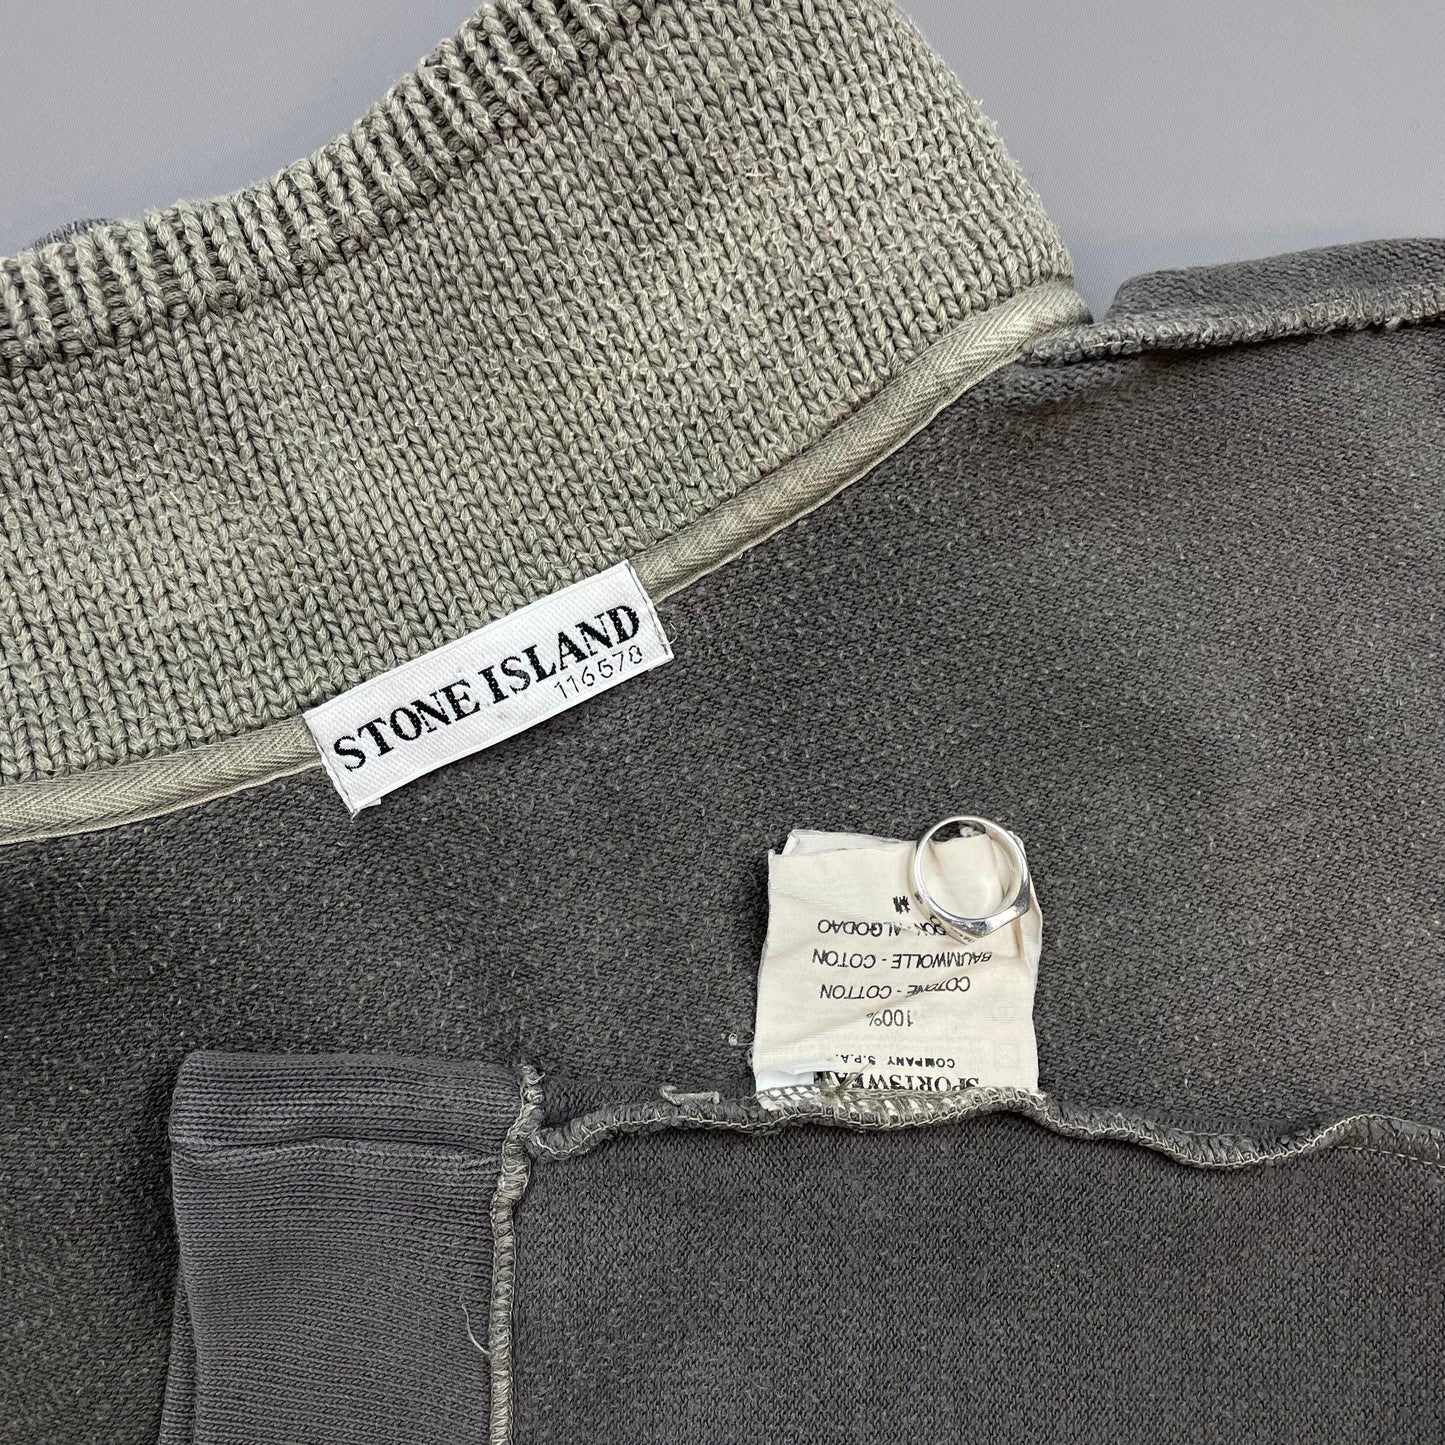 STONE ISLAND
116578
SPORTSWEAR
COMPANY S.P.A.
100%
COTONE - COTTON
BAUMWOLLE - COTON
ALGODAO
M